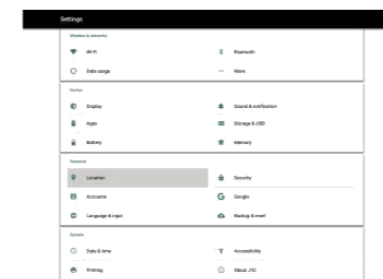 Settings
Wireless & networks
Wi-Fi
Bluetooth
Data usage
More
Device
Display
Sound & notification
Apps
Storage & USB
Battery
Memory
Personal
Location
Security
Accounts
Google
Language & input
Backup & reset
System
Date & time
Accessibility
Printing